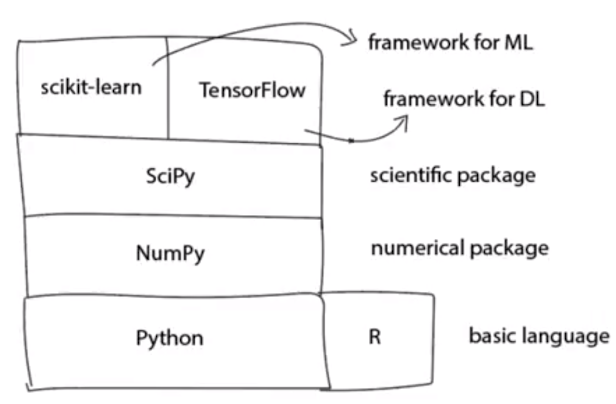 framework for ML
scikit-learn
TensorFlow
framework for DL
SciPy
scientific package
NumPy
numerical package
Python
R
basic language